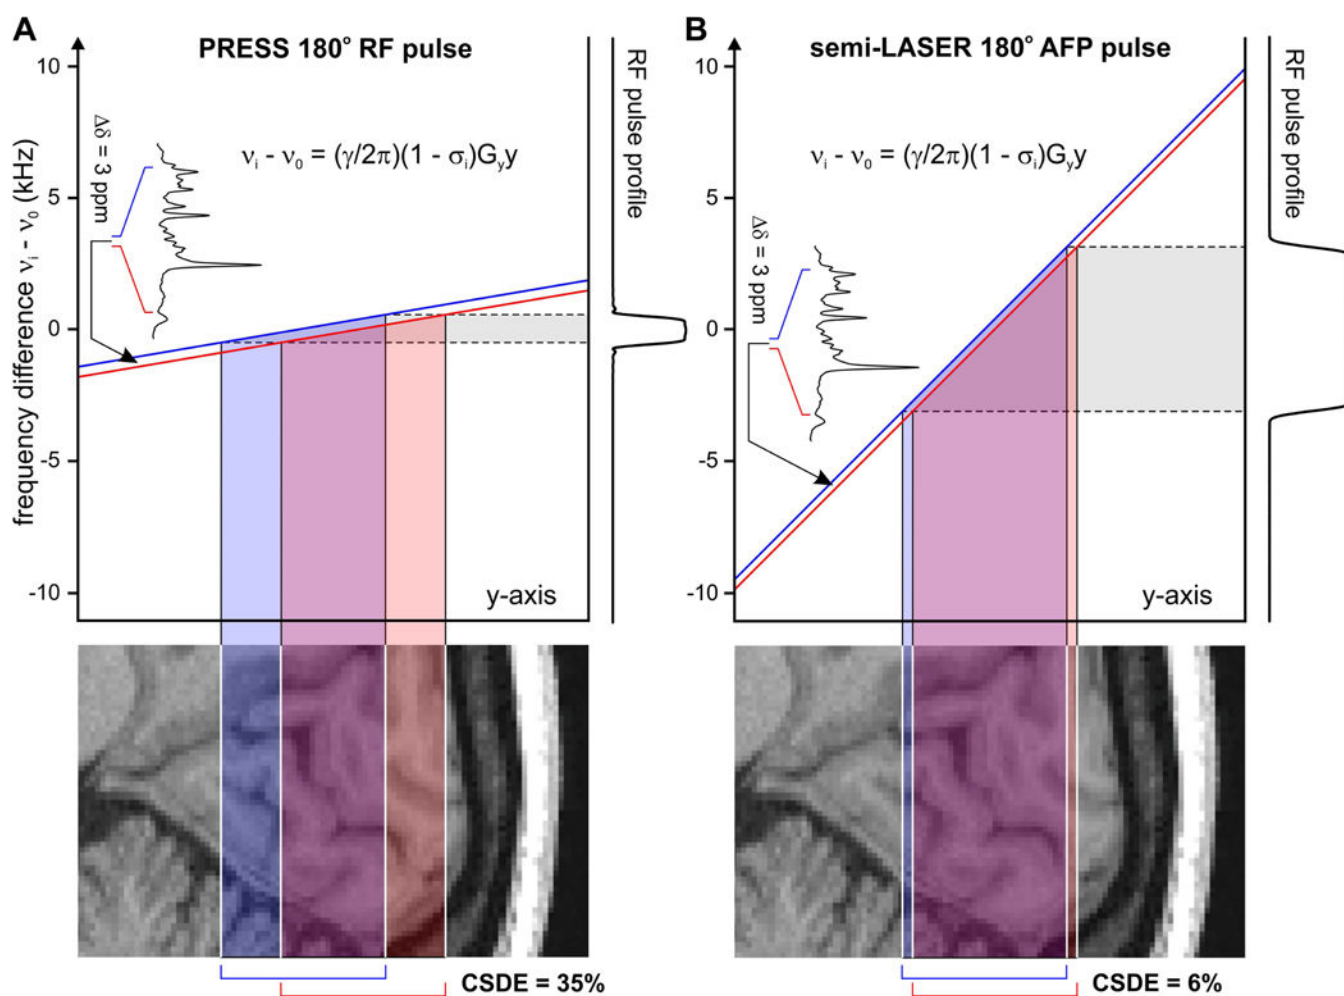 A
PRESS 180° RF pulse
frequency difference νᵢ - ν₀ (kHz)
10
5
0
-5
-10
Δδ = 3 ppm
νᵢ - ν₀ = (γ/2π)(1 - σᵢ)Gᵧy
y-axis
RF pulse profile
CSDE = 35%
B
semi-LASER 180° AFP pulse
10
5
0
-5
-10
Δδ = 3 ppm
νᵢ - ν₀ = (γ/2π)(1 - σᵢ)Gᵧy
y-axis
RF pulse profile
CSDE = 6%